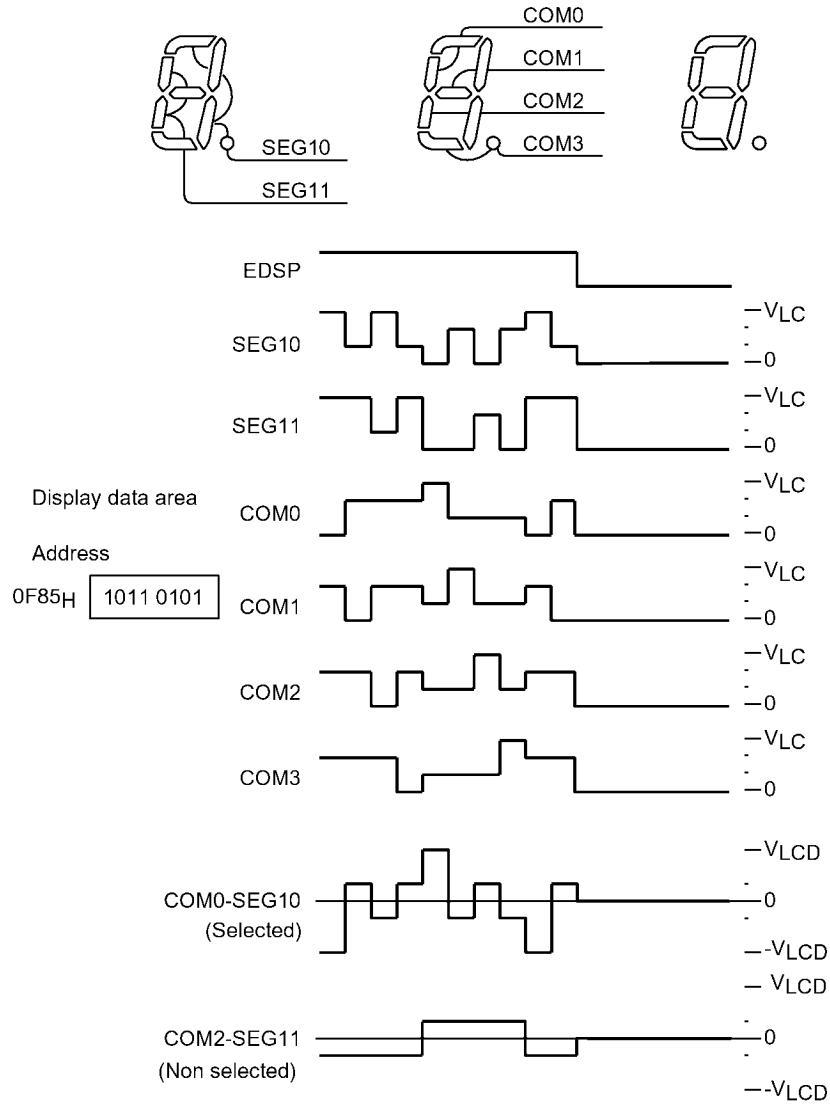 COM0
COM1
COM2
COM3
SEG10
SEG11
EDSP
VLC
SEG10
0
VLC
SEG11
0
VLC
Display data area
COM0
0
Address
VLC
0F85H 1011 0101
COM1
0
VLC
COM2
0
VLC
COM3
0
VLCD
COM0-SEG10
0
(Selected)
-VLCD
VLCD
COM2-SEG11
0
(Non selected)
-VLCD